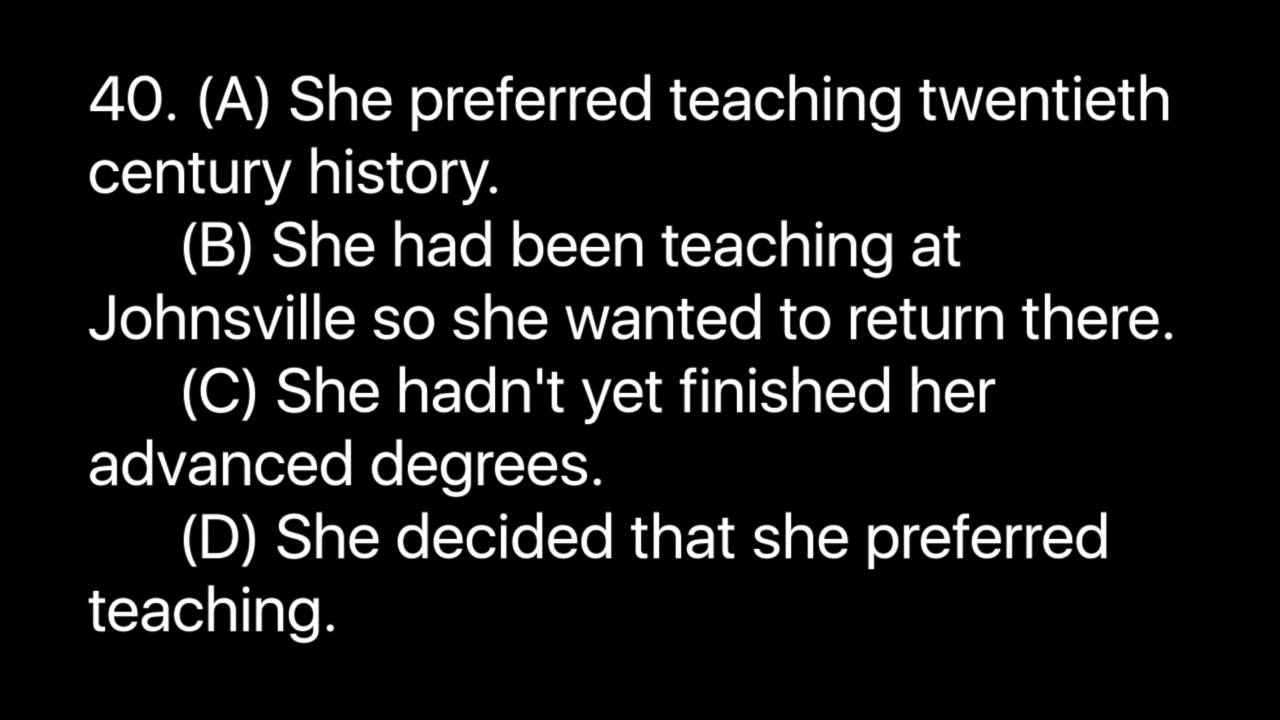 40. (A) She preferred teaching twentieth
century history.
(B) She had been teaching at
Johnsville so she wanted to return there.
(C) She hadn't yet finished her
advanced degrees.
(D) She decided that she preferred
teaching.